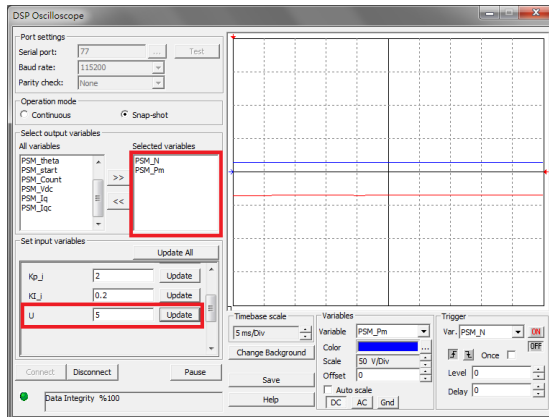 DSP Oscilloscope
Port settings
Serial port: 77 ... Test
Baud rate: 115200
Parity check: None
Operation mode
Continuous Snap-shot
Select output variables
All variables Selected variables
PSM_theta
PSM_start
PSM_Count
PSM_Vdc
PSM_Iq
PSM_Iqc
>>
<<
PSM_N
PSM_Pm
Set input variables
Update All
Kp_i 2 Update
KI_i 0.2 Update
U 5 Update
Connect Disconnect Pause
Data Integrity %100
Timebase scale
5 ms/Div
Change Background
Save
Help
Variables
Variable PSM_Pm
Color ...
Scale 50 V/Div
Offset 0
Auto scale
DC AC Gnd
Trigger
Var. PSM_N ON
OFF
Once
Level 0
Delay 0